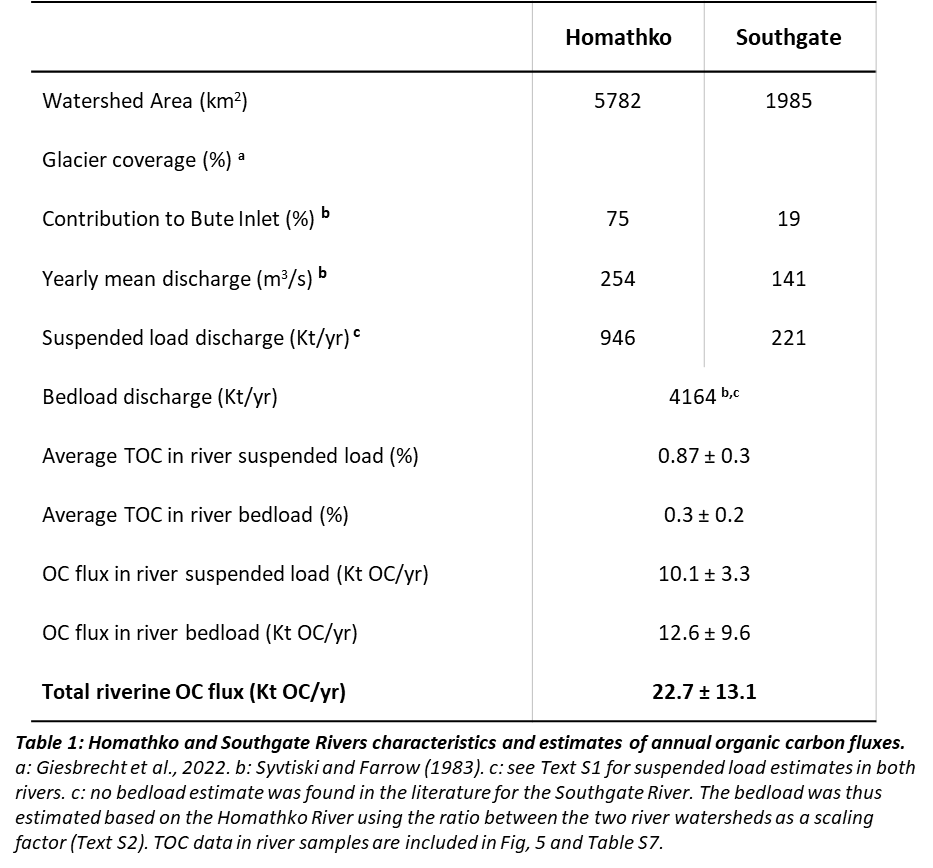 Homathko Southgate
Watershed Area (km²) 5782 1985
Glacier coverage (%) ᵃ
Contribution to Bute Inlet (%) ᵇ 75 19
Yearly mean discharge (m³/s) ᵇ 254 141
Suspended load discharge (Kt/yr) ᶜ 946 221
Bedload discharge (Kt/yr) 4164 ᵇ,ᶜ
Average TOC in river suspended load (%) 0.87 ± 0.3
Average TOC in river bedload (%) 0.3 ± 0.2
OC flux in river suspended load (Kt OC/yr) 10.1 ± 3.3
OC flux in river bedload (Kt OC/yr) 12.6 ± 9.6
Total riverine OC flux (Kt OC/yr) 22.7 ± 13.1
Table 1: Homathko and Southgate Rivers characteristics and estimates of annual organic carbon fluxes.
a: Giesbrecht et al., 2022. b: Syvtiski and Farrow (1983). c: see Text S1 for suspended load estimates in both
rivers. c: no bedload estimate was found in the literature for the Southgate River. The bedload was thus
estimated based on the Homathko River using the ratio between the two river watersheds as a scaling
factor (Text S2). TOC data in river samples are included in Fig, 5 and Table S7.